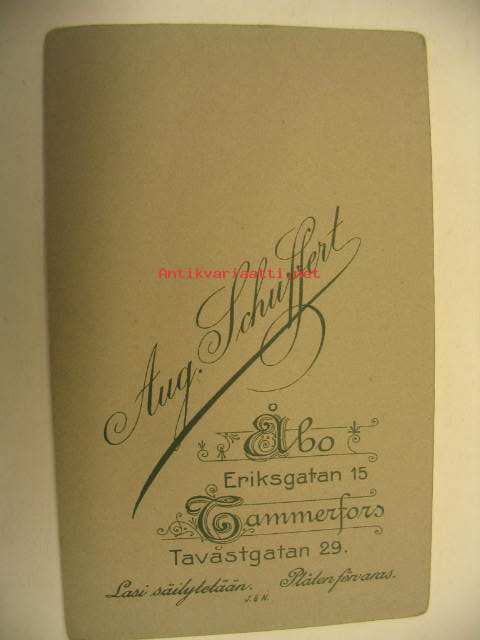 Antikvariaatti.net
Aug. Schuffert
Åbo
Eriksgatan 15
Tammerfors
Tavastgatan 29.
Lasi säilytetään. Plåten förvaras.
J. & N.